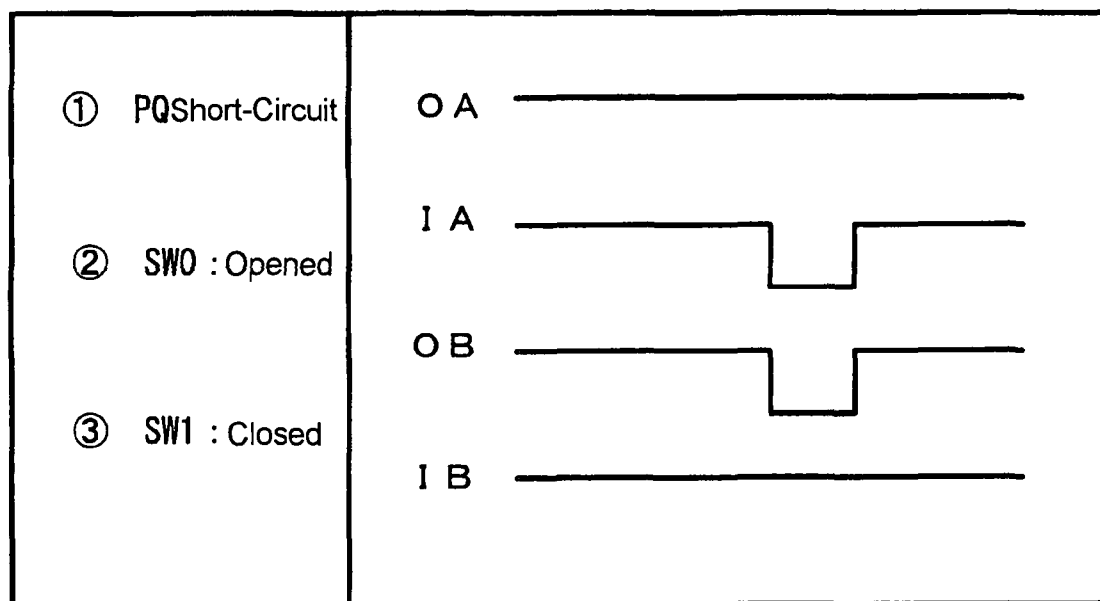 ① PQShort-Circuit
② SW0 : Opened
③ SW1 : Closed
OA
IA
OB
IB